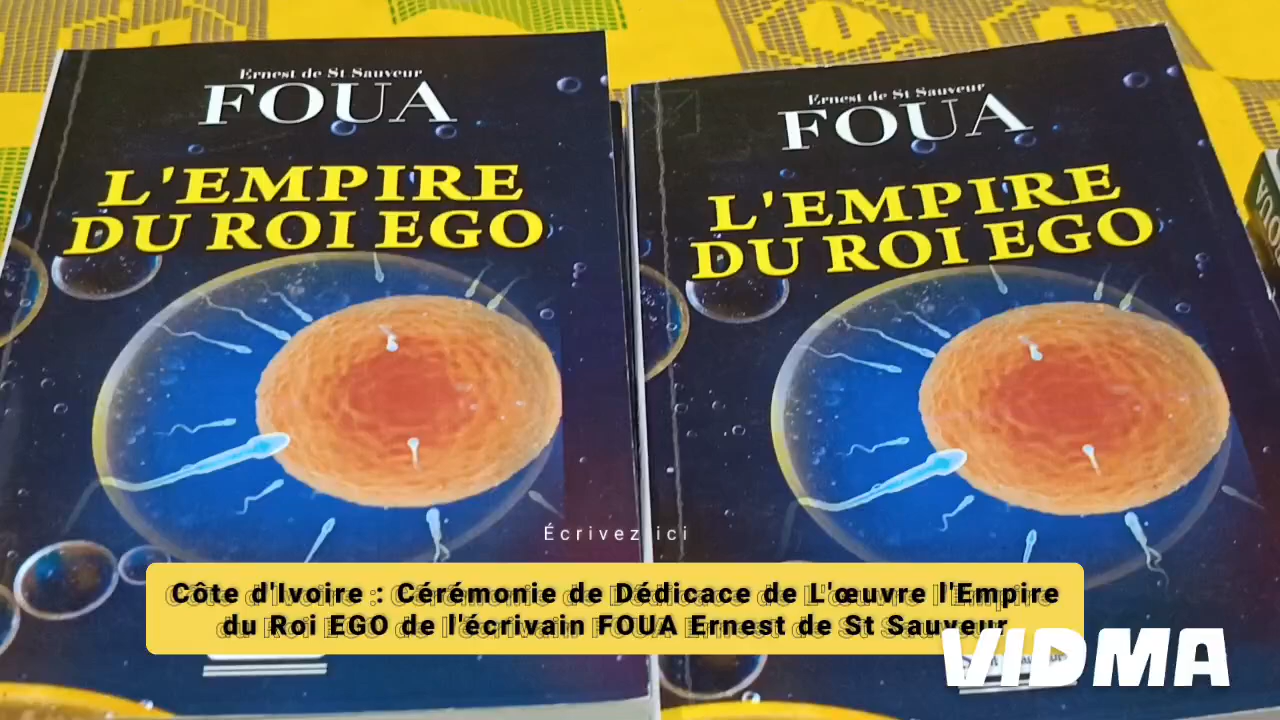 Ernest de St Sauveur
FOUA
L'EMPIRE
DU ROI EGO
Ernest de St Sauveur
FOUA
L'EMPIRE
DU ROI EGO
FOUA
Écrivez ici
Côte d'Ivoire : Cérémonie de Dédicace de L'œuvre l'Empire
du Roi EGO de l'écrivain FOUA Ernest de St Sauveur
VIDMA